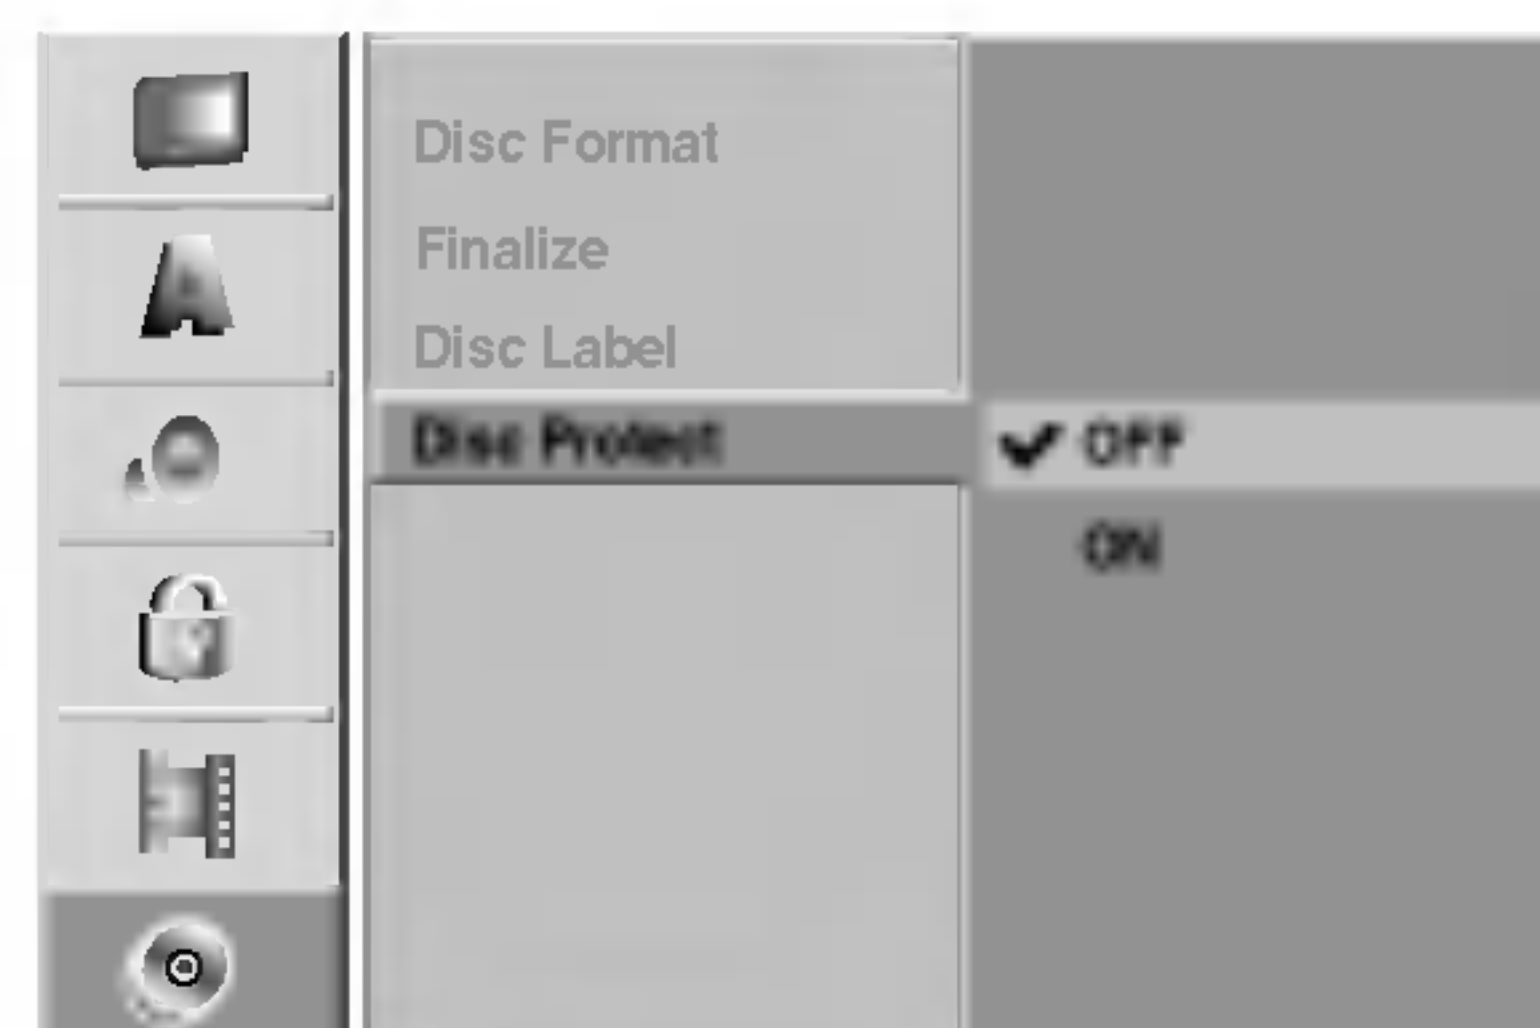 A
Disc Format
Finalize
Disc Label
Disc Protect
OFF
ON